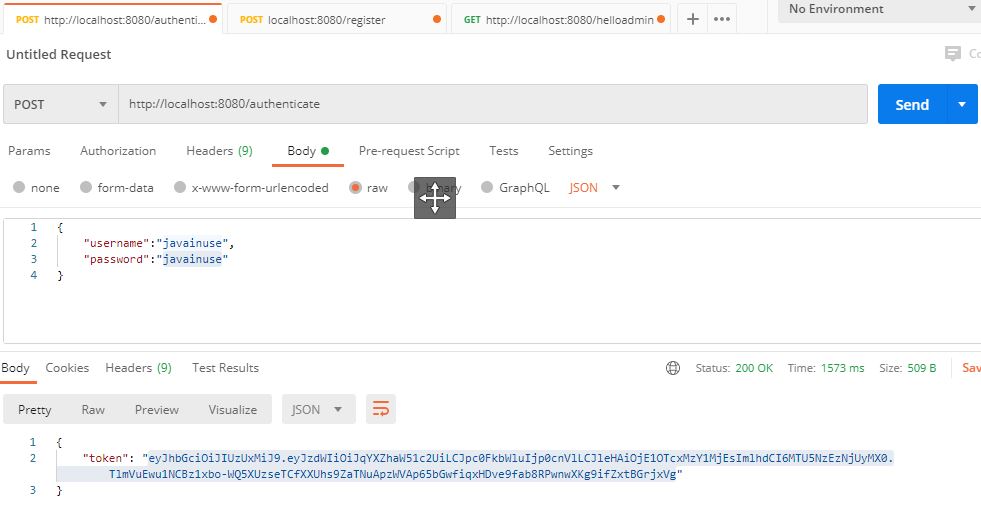 POST http://localhost:8080/authenti... POST localhost:8080/register GET http://localhost:8080/helloadmin + ••• No Environment
Untitled Request
POST http://localhost:8080/authenticate Send
Params Authorization Headers (9) Body Pre-request Script Tests Settings
none form-data x-www-form-urlencoded raw binary GraphQL JSON
1 {
2 "username":"javainuse",
3 "password":"javainuse"
4 }
Body Cookies Headers (9) Test Results Status: 200 OK Time: 1573 ms Size: 509 B
Pretty Raw Preview Visualize JSON
1 {
2 "token": "eyJhbGciOiJIUzUxMiJ9.eyJzdWIiOiJqYXZhaW51c2UiLCJpc0FkbWluIjp0cnVlLCJleHAiOjE1OTcxMzY1MjEsImlhdCI6MTU5NzEzNjUyMX0.
TlmVuEwu1NCBz1xbo-WQ5XUzseTCfXXUhs9ZaTNuApzWVAp65bGwfiqxHDve9fab8RPwnwXKg9ifZxtBGrjxVg"
3 }